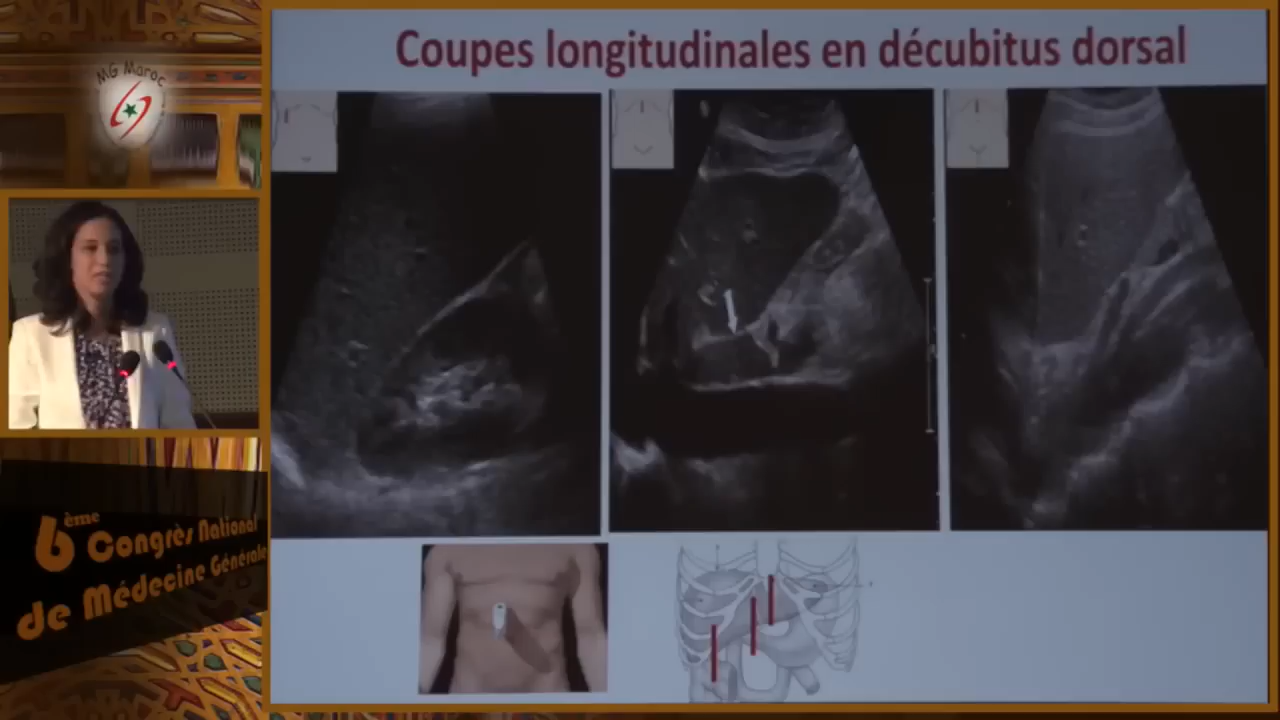 MG Maroc
Coupes longitudinales en décubitus dorsal
6ème Congrès National
de Médecine Générale